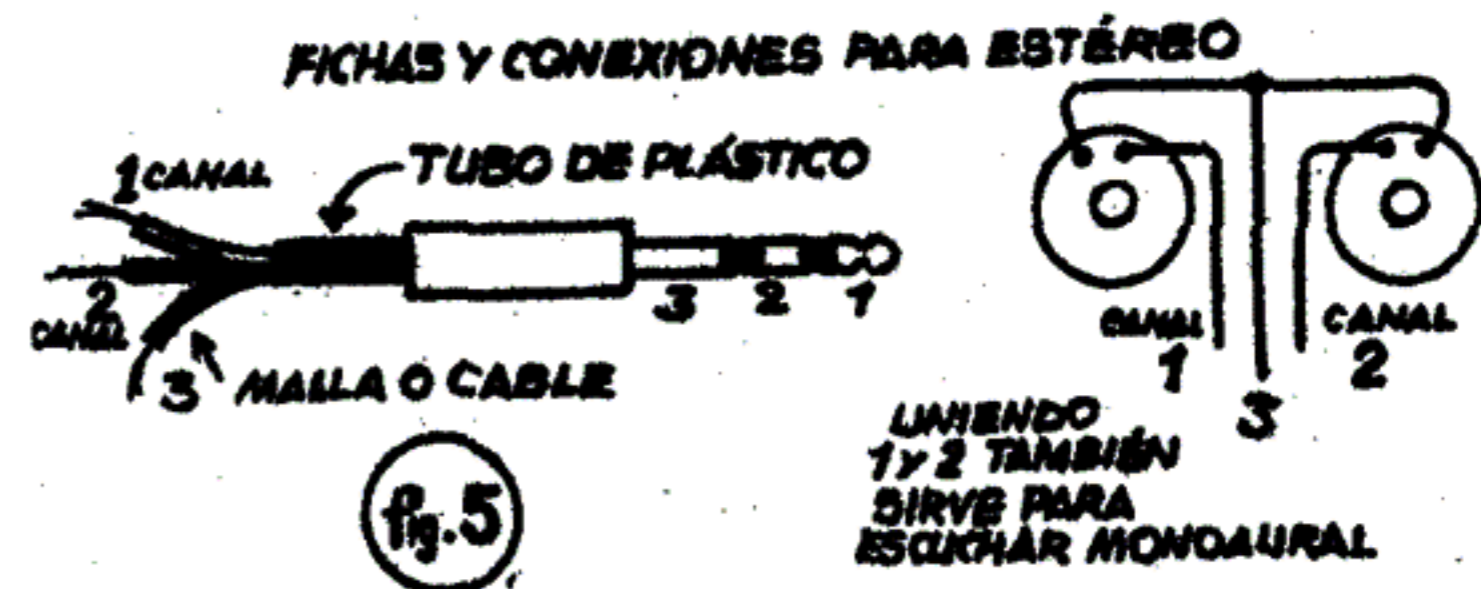 FICHAS Y CONEXIONES PARA ESTÉREO
1 CANAL
TUBO DE PLÁSTICO
2
CANAL
3 MALLA O CABLE
3 2 1
fig. 5
CANAL
1
3
CANAL
2
UNIENDO
1 y 2 TAMBIÉN
SIRVE PARA
ESCUCHAR MONOAURAL